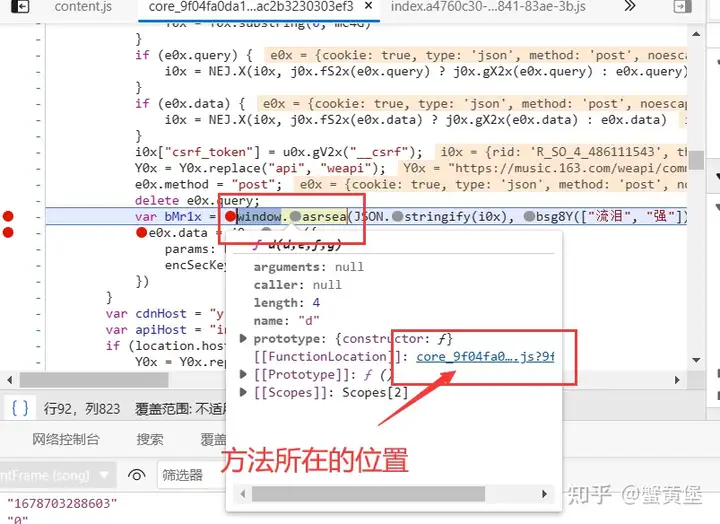 content.js core_9f04fa0da1...ac2b3230303ef3 × index.a4760c30-...841-83ae-3b.js
}
if (e0x.query) { e0x = {cookie: true, type: 'json', method: 'post', noesca
i0x = NEJ.X(i0x, j0x.fS2x(e0x.query) ? j0x.gX2x(e0x.query) : e0x.query)
}
if (e0x.data) { e0x = {cookie: true, type: 'json', method: 'post', noescap
i0x = NEJ.X(i0x, j0x.fS2x(e0x.data) ? j0x.gX2x(e0x.data) : e0x.data)
}
i0x["csrf_token"] = u0x.gV2x("__csrf"); i0x = {rid: 'R_SO_4_486111543', th
Y0x = Y0x.replace("api", "weapi"); Y0x = "https://music.163.com/weapi/comm
e0x.method = "post"; e0x = {cookie: true, type: 'json', method: 'post',
delete e0x.query;
var bMr1x = window.asrsea(JSON.stringify(i0x), bsg8Y(["流泪", "强"])
e0x.data =
params:
encSecKey
})
}
var cdnHost = "y
var apiHost = "in
if (location.host
Y0x = Y0x.rep
ƒ d(d,e,f,g)
arguments: null
caller: null
length: 4
name: "d"
prototype: {constructor: ƒ}
[[FunctionLocation]]: core_9f04fa0….js?9f
[[Prototype]]: ƒ ()
[[Scopes]]: Scopes[2]
方法所在的位置
{ } 行92，列823 覆盖范围: 不适用
网络控制台 搜索 覆盖
ntFrame (song) 筛选器
"1678703288603"
"0"
知乎 @蟹黄堡